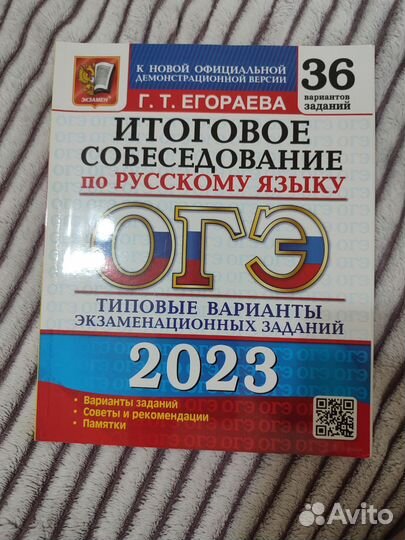 К НОВОЙ ОФИЦИАЛЬНОЙ
ДЕМОНСТРАЦИОННОЙ ВЕРСИИ
ЭКЗАМЕН
36
вариантов
заданий
Г. Т. ЕГОРАЕВА
ИТОГОВОЕ
СОБЕСЕДОВАНИЕ
по РУССКОМУ ЯЗЫКУ
ОГЭ
ТИПОВЫЕ ВАРИАНТЫ
ЭКЗАМЕНАЦИОННЫХ ЗАДАНИЙ
2023
• Варианты заданий
• Советы и рекомендации
• Памятки
Avito